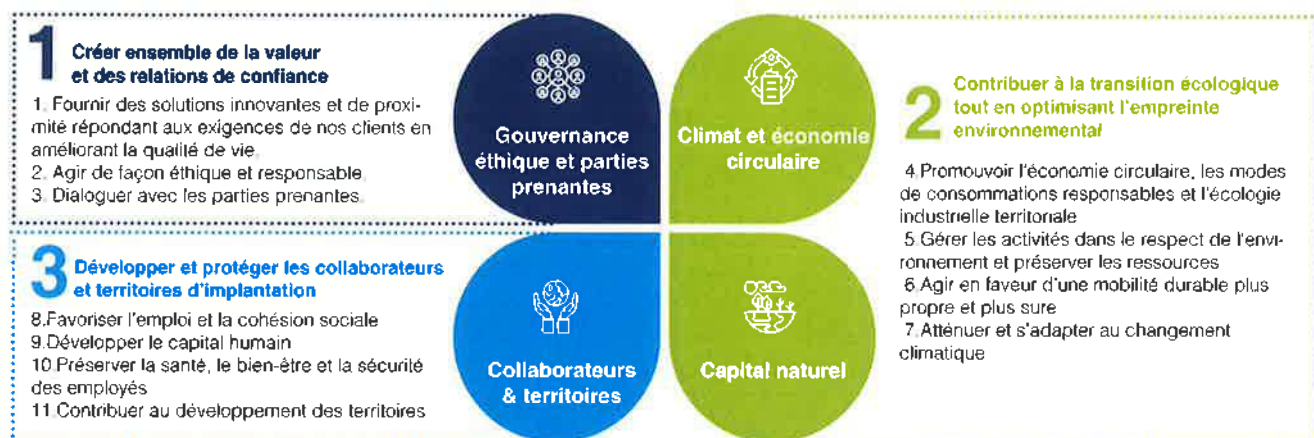 1
Créer ensemble de la valeur
et des relations de confiance
1. Fournir des solutions innovantes et de proxi-
mité répondant aux exigences de nos clients en
améliorant la qualité de vie.
2. Agir de façon éthique et responsable.
3. Dialoguer avec les parties prenantes.
Gouvernance
éthique et parties
prenantes
Climat et économie
circulaire
2
Contribuer à la transition écologique
tout en optimisant l'empreinte
environnemental
4.Promouvoir l'économie circulaire, les modes
de consommations responsables et l'écologie
industrielle territoriale
5.Gérer les activités dans le respect de l'envi-
ronnement et préserver les ressources
6.Agir en faveur d'une mobilité durable plus
propre et plus sure
7.Atténuer et s'adapter au changement
climatique
3
Développer et protéger les collaborateurs
et territoires d'implantation
8.Favoriser l'emploi et la cohésion sociale
9.Développer le capital humain
10.Préserver la santé, le bien-être et la sécurité
des employés
11.Contribuer au développement des territoires
Collaborateurs
& territoires
Capital naturel